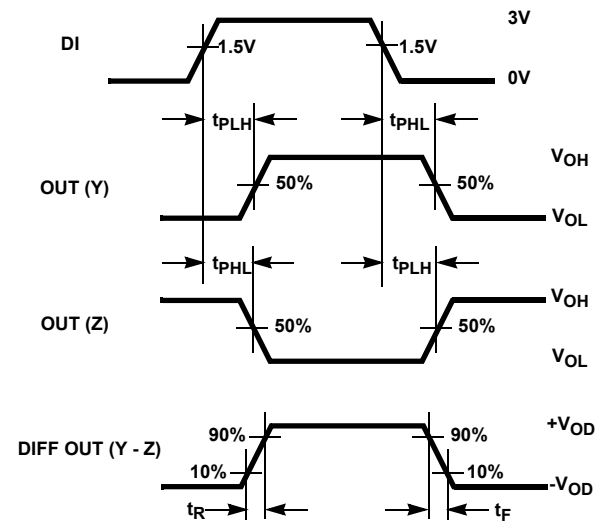 3V
DI
1.5V
1.5V
0V
tPLH
tPHL
VOH
OUT (Y)
50%
50%
VOL
tPHL
tPLH
VOH
OUT (Z)
50%
50%
VOL
+VOD
90%
90%
DIFF OUT (Y - Z)
10%
10%
-VOD
tR
tF